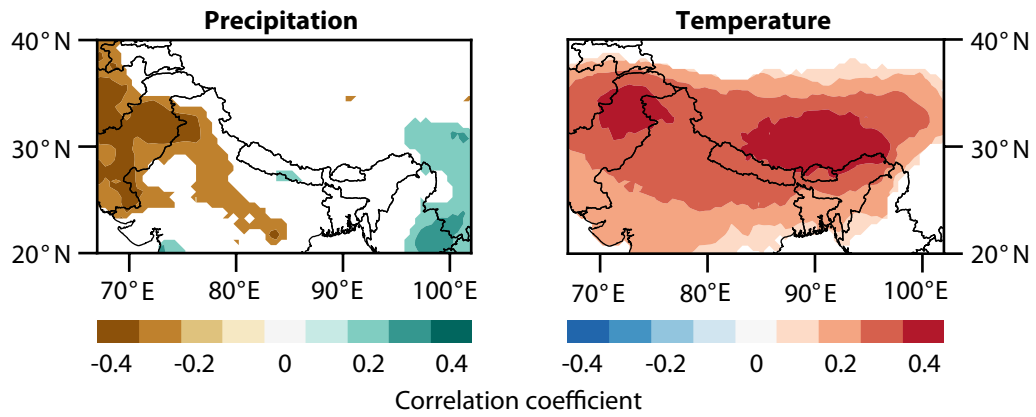 Precipitation
Temperature
40° N
30° N
20° N
40° N
30° N
20° N
70°E 80°E 90°E 100°E
70°E 80°E 90°E 100°E
-0.4 -0.2 0 0.2 0.4
-0.4 -0.2 0 0.2 0.4
Correlation coefficient